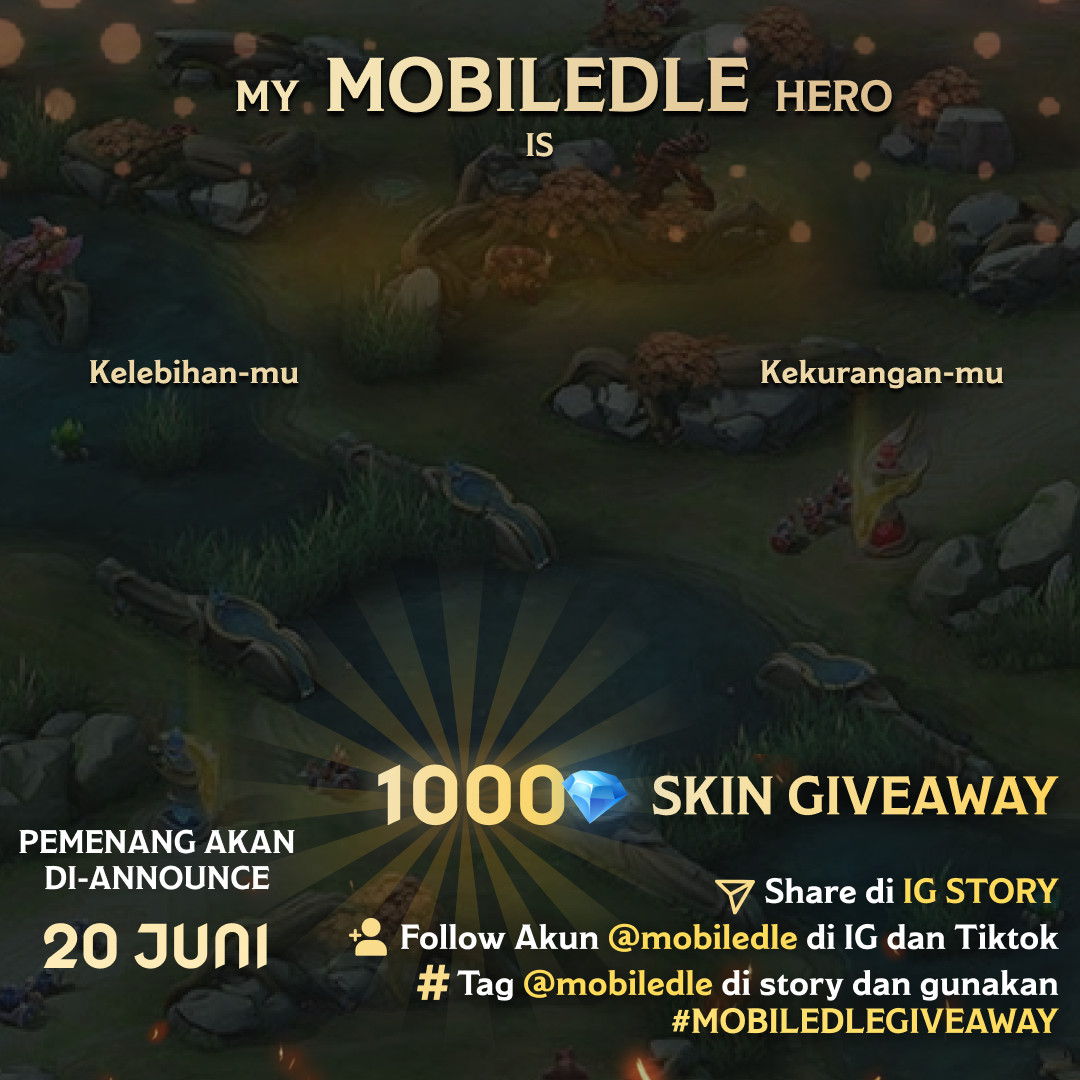 MY MOBILEDLE HERO
IS
Kelebihan-mu
Kekurangan-mu
1000 SKIN GIVEAWAY
PEMENANG AKAN
DI-ANNOUNCE
20 JUNI
Share di IG STORY
Follow Akun @mobiledle di IG dan Tiktok
# Tag @mobiledle di story dan gunakan
#MOBILEDLEGIVEAWAY